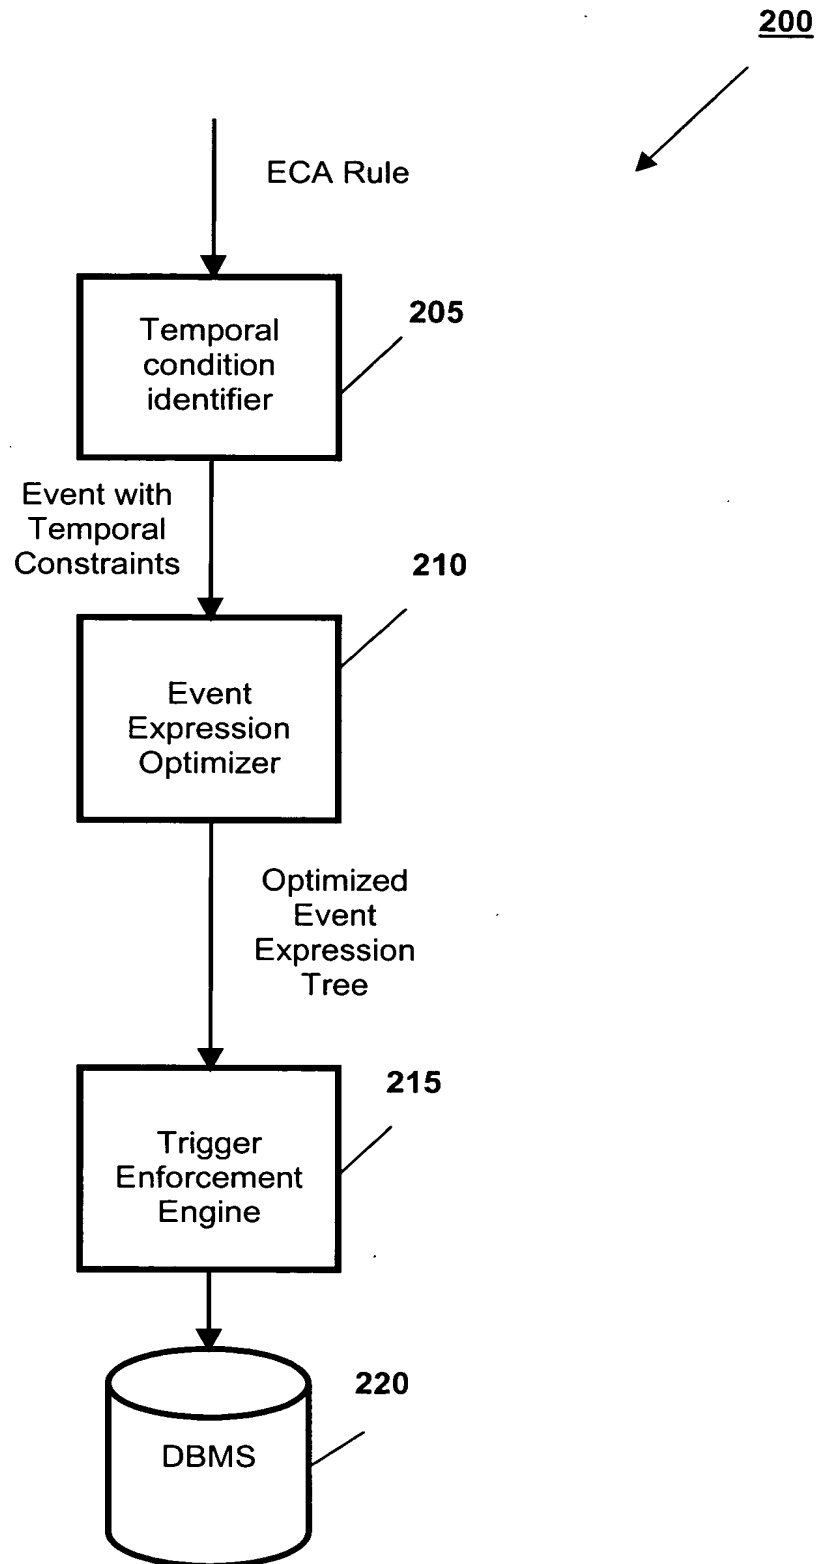 200
ECA Rule
205
Temporal
condition
identifier
Event with
Temporal
Constraints
210
Event
Expression
Optimizer
Optimized
Event
Expression
Tree
215
Trigger
Enforcement
Engine
220
DBMS